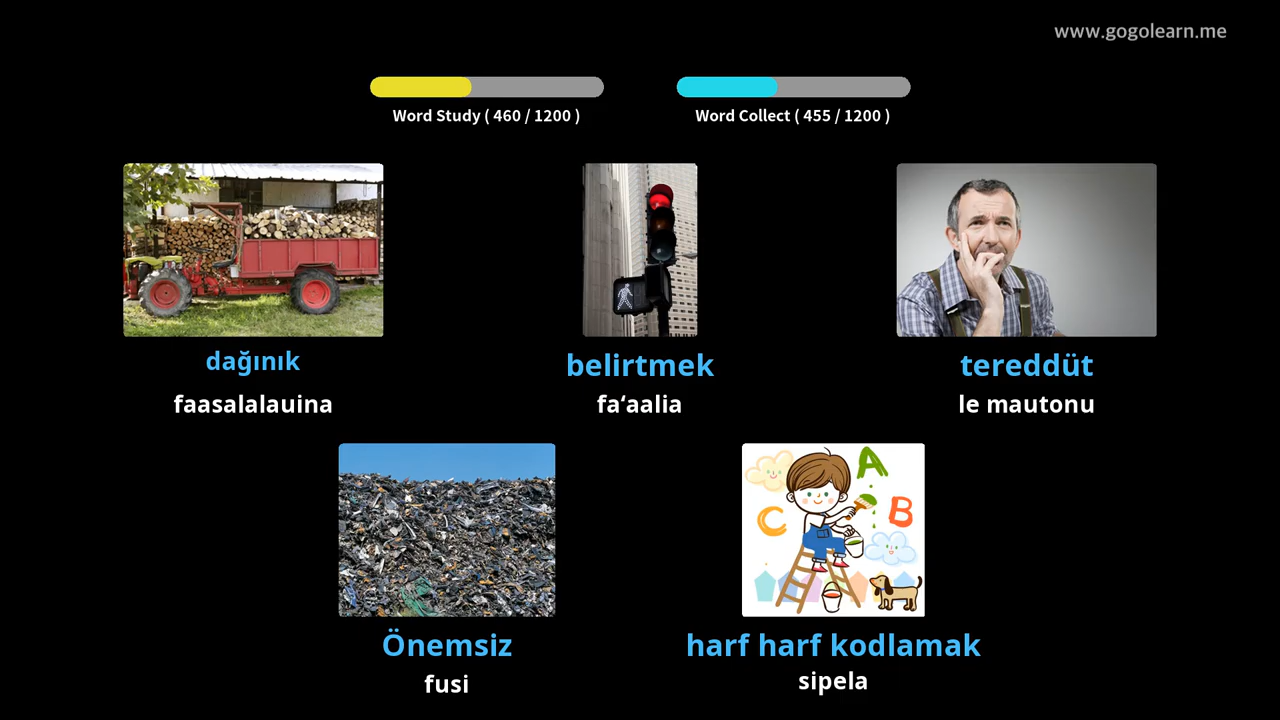 www.gogolearn.me
Word Study ( 460 / 1200 )
Word Collect ( 455 / 1200 )
dağınık
belirtmek
tereddüt
faasalalauina
fa‘aalia
le mautonu
A
B
C
Önemsiz
harf harf kodlamak
fusi
sipela